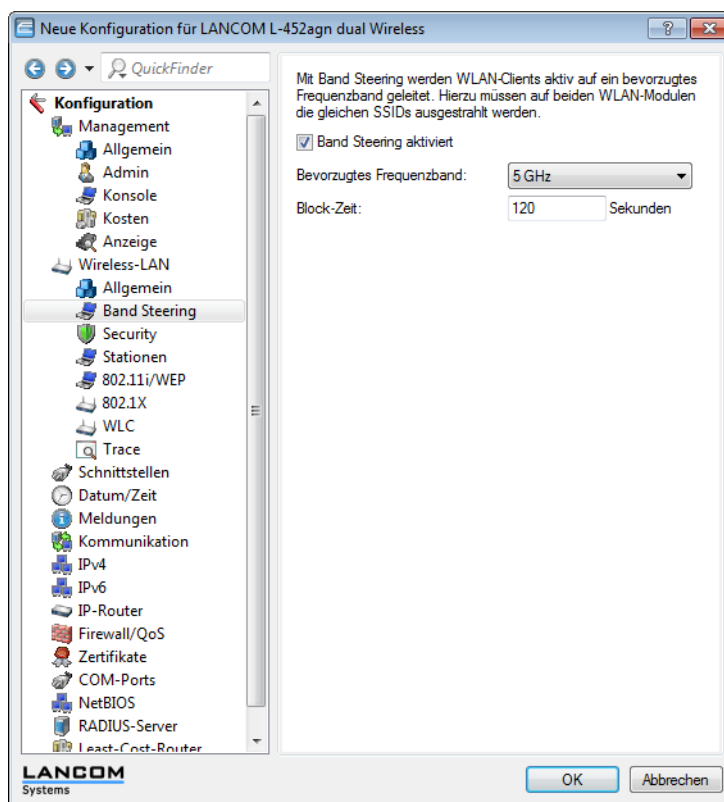 Neue Konfiguration für LANCOM L-452agn dual Wireless
QuickFinder
Konfiguration
Management
Allgemein
Admin
Konsole
Kosten
Anzeige
Wireless-LAN
Allgemein
Band Steering
Security
Stationen
802.11i/WEP
802.1X
WLC
Trace
Schnittstellen
Datum/Zeit
Meldungen
Kommunikation
IPv4
IPv6
IP-Router
Firewall/QoS
Zertifikate
COM-Ports
NetBIOS
RADIUS-Server
Least-Cost-Router
Mit Band Steering werden WLAN-Clients aktiv auf ein bevorzugtes
Frequenzband geleitet. Hierzu müssen auf beiden WLAN-Modulen
die gleichen SSIDs ausgestrahlt werden.
Band Steering aktiviert
Bevorzugtes Frequenzband: 5 GHz
Block-Zeit: 120 Sekunden
LANCOM
Systems
OK Abbrechen